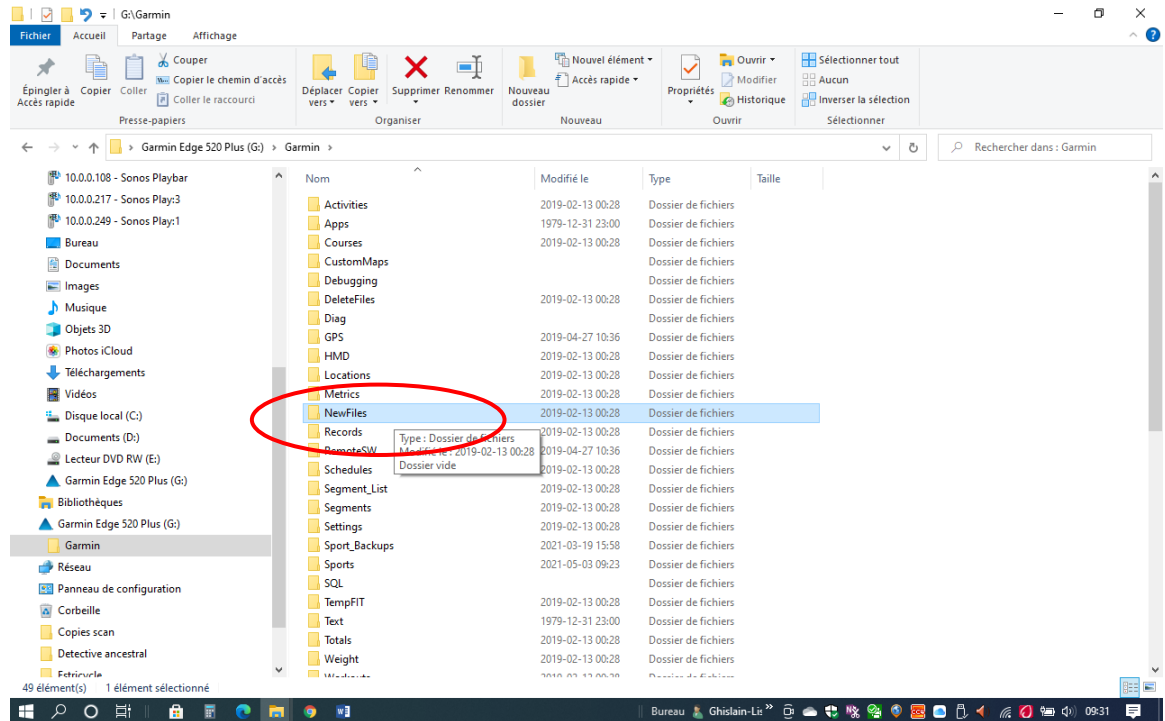 G:\Garmin
Fichier Accueil Partage Affichage
Épingler à Accès rapide
Copier
Coller
Couper
Copier le chemin d'accès
Coller le raccourci
Presse-papiers
Déplacer vers
Copier vers
Supprimer
Renommer
Organiser
Nouveau dossier
Nouvel élément
Accès rapide
Nouveau
Propriétés
Ouvrir
Modifier
Historique
Ouvrir
Sélectionner tout
Aucun
Inverser la sélection
Sélectionner
Garmin Edge 520 Plus (G:) > Garmin >
Rechercher dans : Garmin
10.0.0.108 - Sonos Playbar
10.0.0.217 - Sonos Play:3
10.0.0.249 - Sonos Play:1
Bureau
Documents
Images
Musique
Objets 3D
Photos iCloud
Téléchargements
Vidéos
Disque local (C:)
Documents (D:)
Lecteur DVD RW (E:)
Garmin Edge 520 Plus (G:)
Bibliothèques
Garmin Edge 520 Plus (G:)
Garmin
Réseau
Panneau de configuration
Corbeille
Copies scan
Detective ancestral
Estricycle
Nom Modifié le Type Taille
Activities 2019-02-13 00:28 Dossier de fichiers
Apps 1979-12-31 23:00 Dossier de fichiers
Courses 2019-02-13 00:28 Dossier de fichiers
CustomMaps Dossier de fichiers
Debugging Dossier de fichiers
DeleteFiles 2019-02-13 00:28 Dossier de fichiers
Diag Dossier de fichiers
GPS 2019-04-27 10:36 Dossier de fichiers
HMD 2019-02-13 00:28 Dossier de fichiers
Locations 2019-02-13 00:28 Dossier de fichiers
Metrics 2019-02-13 00:28 Dossier de fichiers
NewFiles 2019-02-13 00:28 Dossier de fichiers
Records 2019-02-13 00:28 Dossier de fichiers
RemoteSW 2019-04-27 10:36 Dossier de fichiers
Schedules 2019-02-13 00:28 Dossier de fichiers
Type : Dossier de fichiers
Modifié le : 2019-02-13 00:28
Dossier vide
Segment_List 2019-02-13 00:28 Dossier de fichiers
Segments 2019-02-13 00:28 Dossier de fichiers
Settings 2019-02-13 00:28 Dossier de fichiers
Sport_Backups 2021-03-19 15:58 Dossier de fichiers
Sports 2021-05-03 09:23 Dossier de fichiers
SQL Dossier de fichiers
TempFIT 2019-02-13 00:28 Dossier de fichiers
Text 1979-12-31 23:00 Dossier de fichiers
Totals 2019-02-13 00:28 Dossier de fichiers
Weight 2019-02-13 00:28 Dossier de fichiers
Workouts 2019-02-13 00:28 Dossier de fichiers
49 élément(s) 1 élément sélectionné
Bureau Ghislain-Lis 09:31